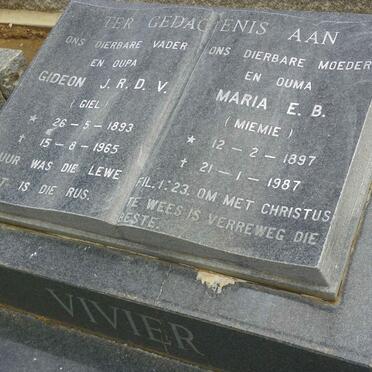 TER GEDAGTENIS AAN
ONS DIERBARE VADER
EN OUPA
GIDEON J. R. D. V.
( GIEL )
* 26 - 5 - 1893
† 15 - 8 - 1965
UUR WAS DIE LEWE
T IS DIE RUS.
ONS DIERBARE MOEDER
EN OUMA
MARIA E. B.
( MIEMIE )
* 12 - 2 - 1897
† 21 - 1 - 1987
FIL. 1:23. OM MET CHRISTUS
TE WEES IS VERREWEG DIE
BESTE.
VIVIER